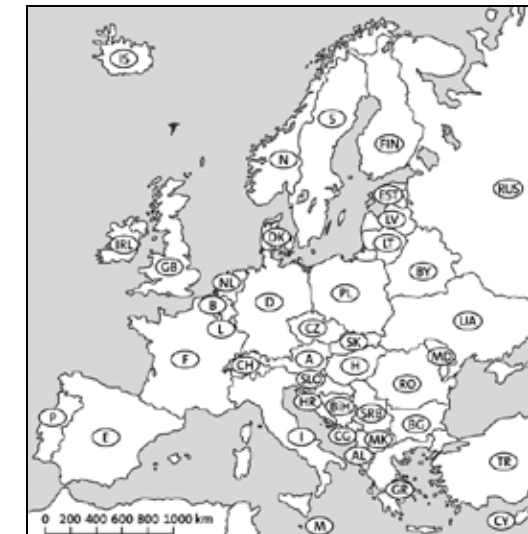 IS
S
FIN
N
RUS
EST
LV
DK
LT
IRL
GB
BY
NL
B
D
PL
L
CZ
UA
SK
MD
F
CH
A
H
SLO
RO
HR
BIH
SRB
P
BG
E
I
CG
MK
AL
TR
GR
CY
M
0 200 400 600 800 1000 km